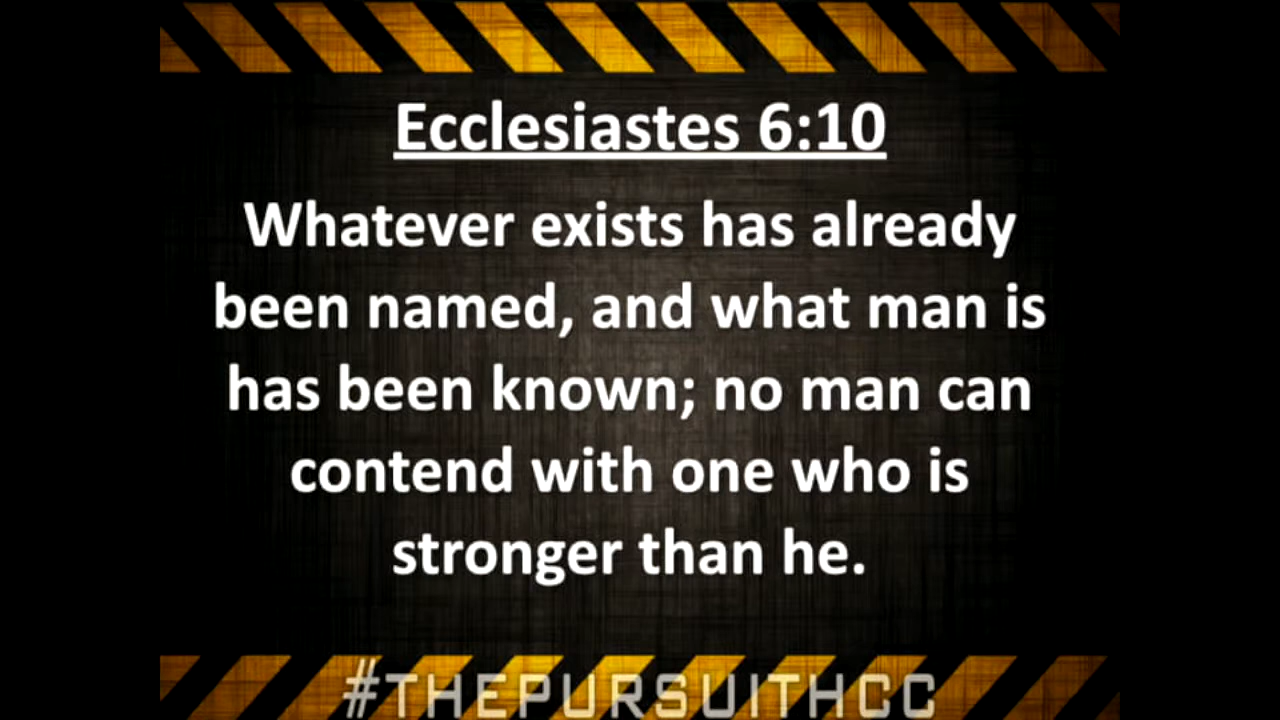 Ecclesiastes 6:10
Whatever exists has already
been named, and what man is
has been known; no man can
contend with one who is
stronger than he.
#THEPURSUITHCC